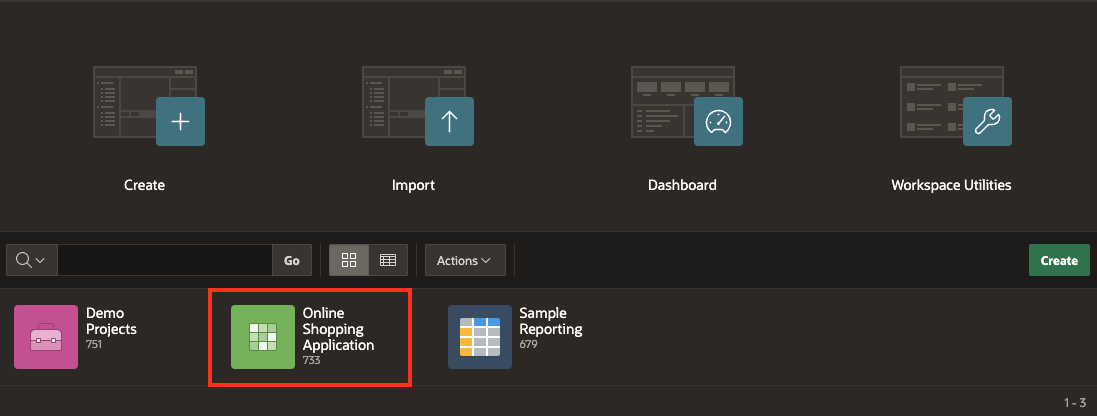 Create
Import
Dashboard
Workspace Utilities
Go
Actions
Create
Demo
Projects
751
Online
Shopping
Application
733
Sample
Reporting
679
1 - 3